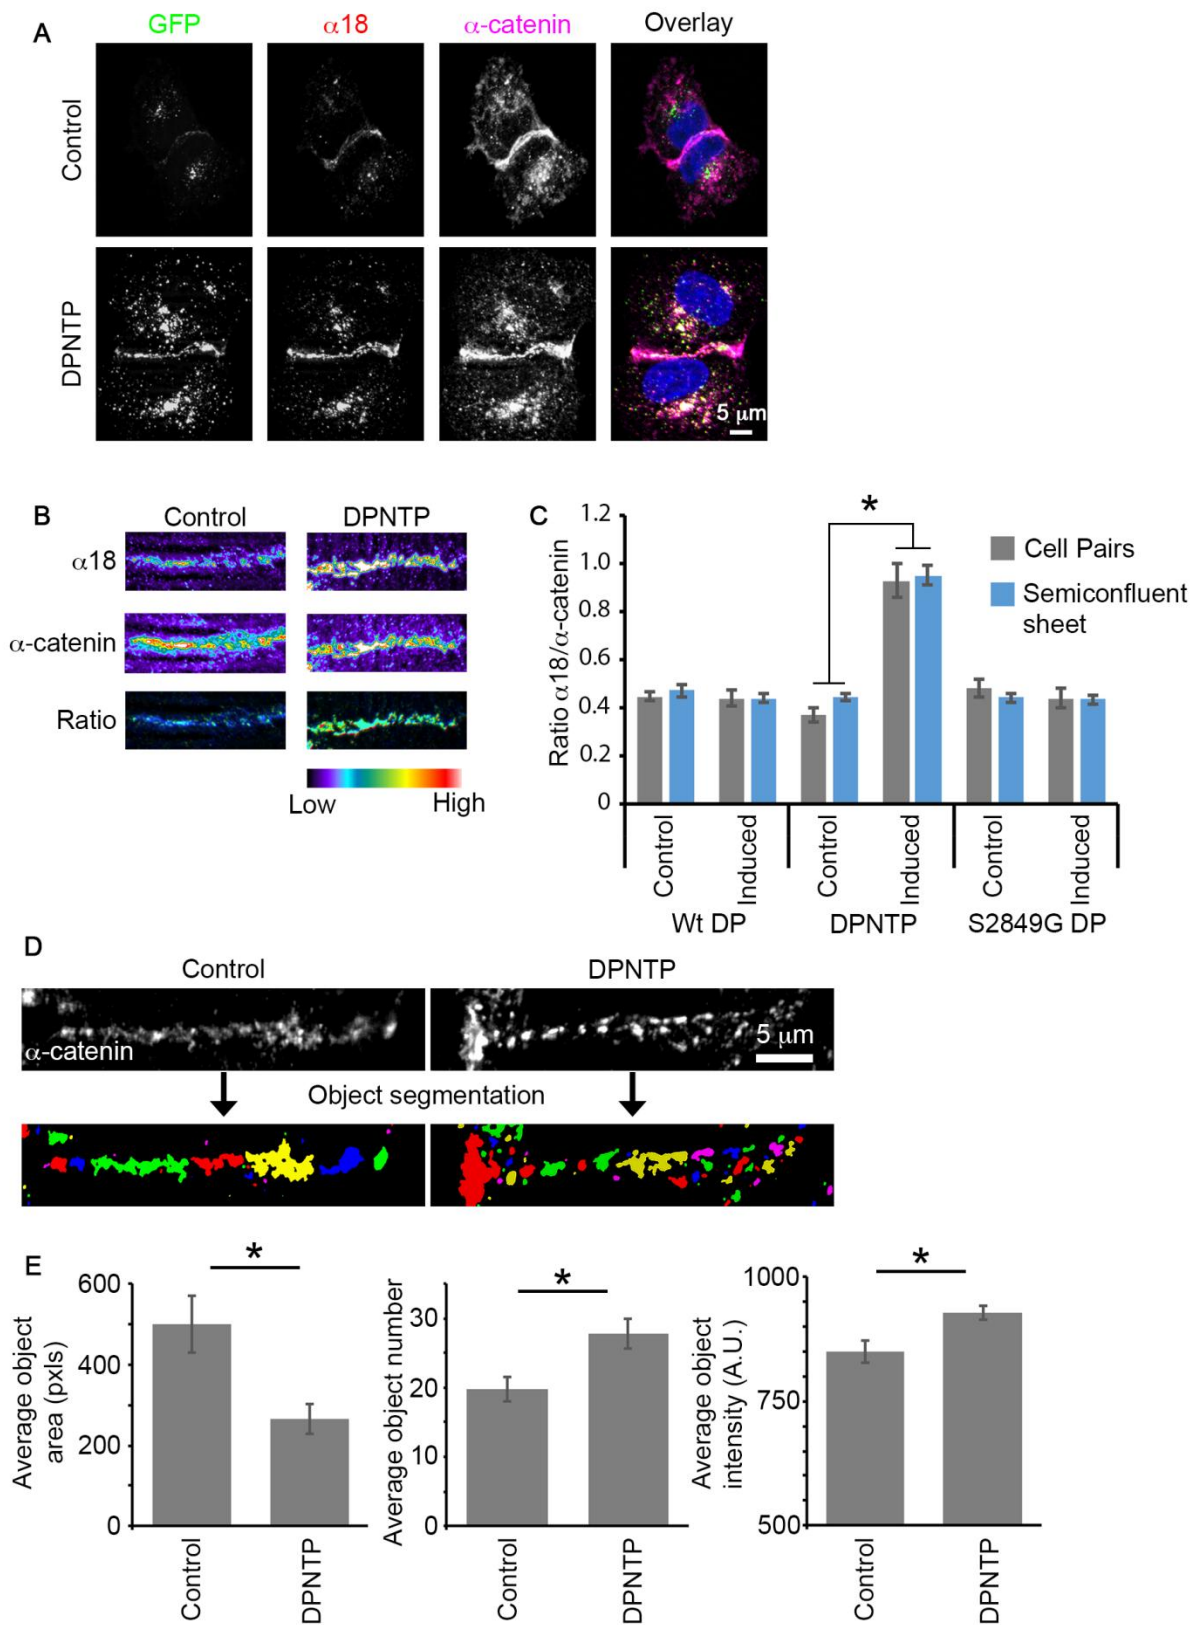 A
GFP
α18
α-catenin
Overlay
Control
DPNTP
5 μm
B
Control
DPNTP
α18
α-catenin
Ratio
Low
High
C
Ratio α18/α-catenin
1.2
1.0
0.8
0.6
0.4
0.2
0
*
Cell Pairs
Semiconfluent
sheet
Control
Induced
Control
Induced
Control
Induced
Wt DP
DPNTP
S2849G DP
D
Control
DPNTP
α-catenin
5 μm
Object segmentation
E
Average object
area (pxls)
600
400
200
0
*
Control
DPNTP
Average object number
30
20
10
0
*
Control
DPNTP
Average object
intensity (A.U.)
1000
750
500
*
Control
DPNTP